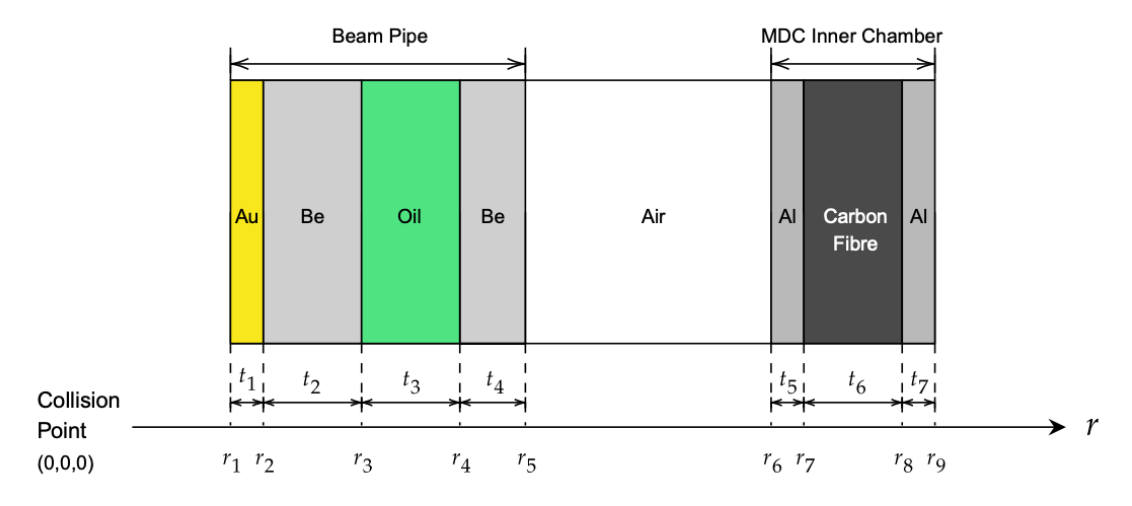 Beam Pipe
MDC Inner Chamber
Au
Be
Oil
Be
Air
Al
Carbon
Fibre
Al
t1
t2
t3
t4
t5
t6
t7
Collision
Point
(0,0,0)
r
r1 r2 r3 r4 r5 r6 r7 r8 r9